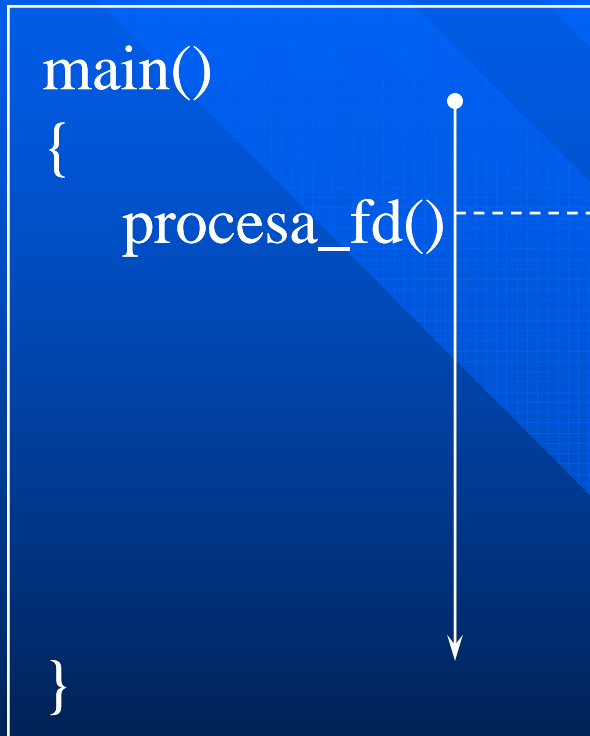 main()
{
procesa_fd()
}